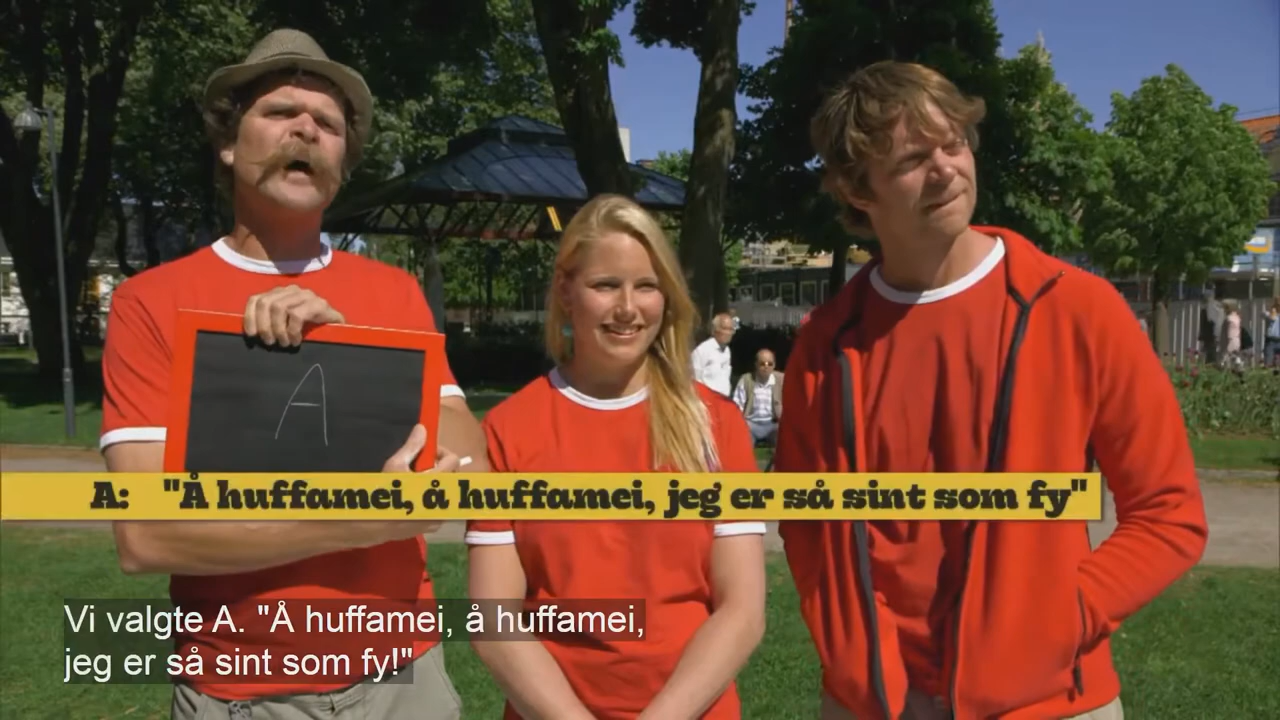 A
A: "Å huffamei, å huffamei, jeg er så sint som fy"
Vi valgte A. "Å huffamei, å huffamei,
jeg er så sint som fy!"